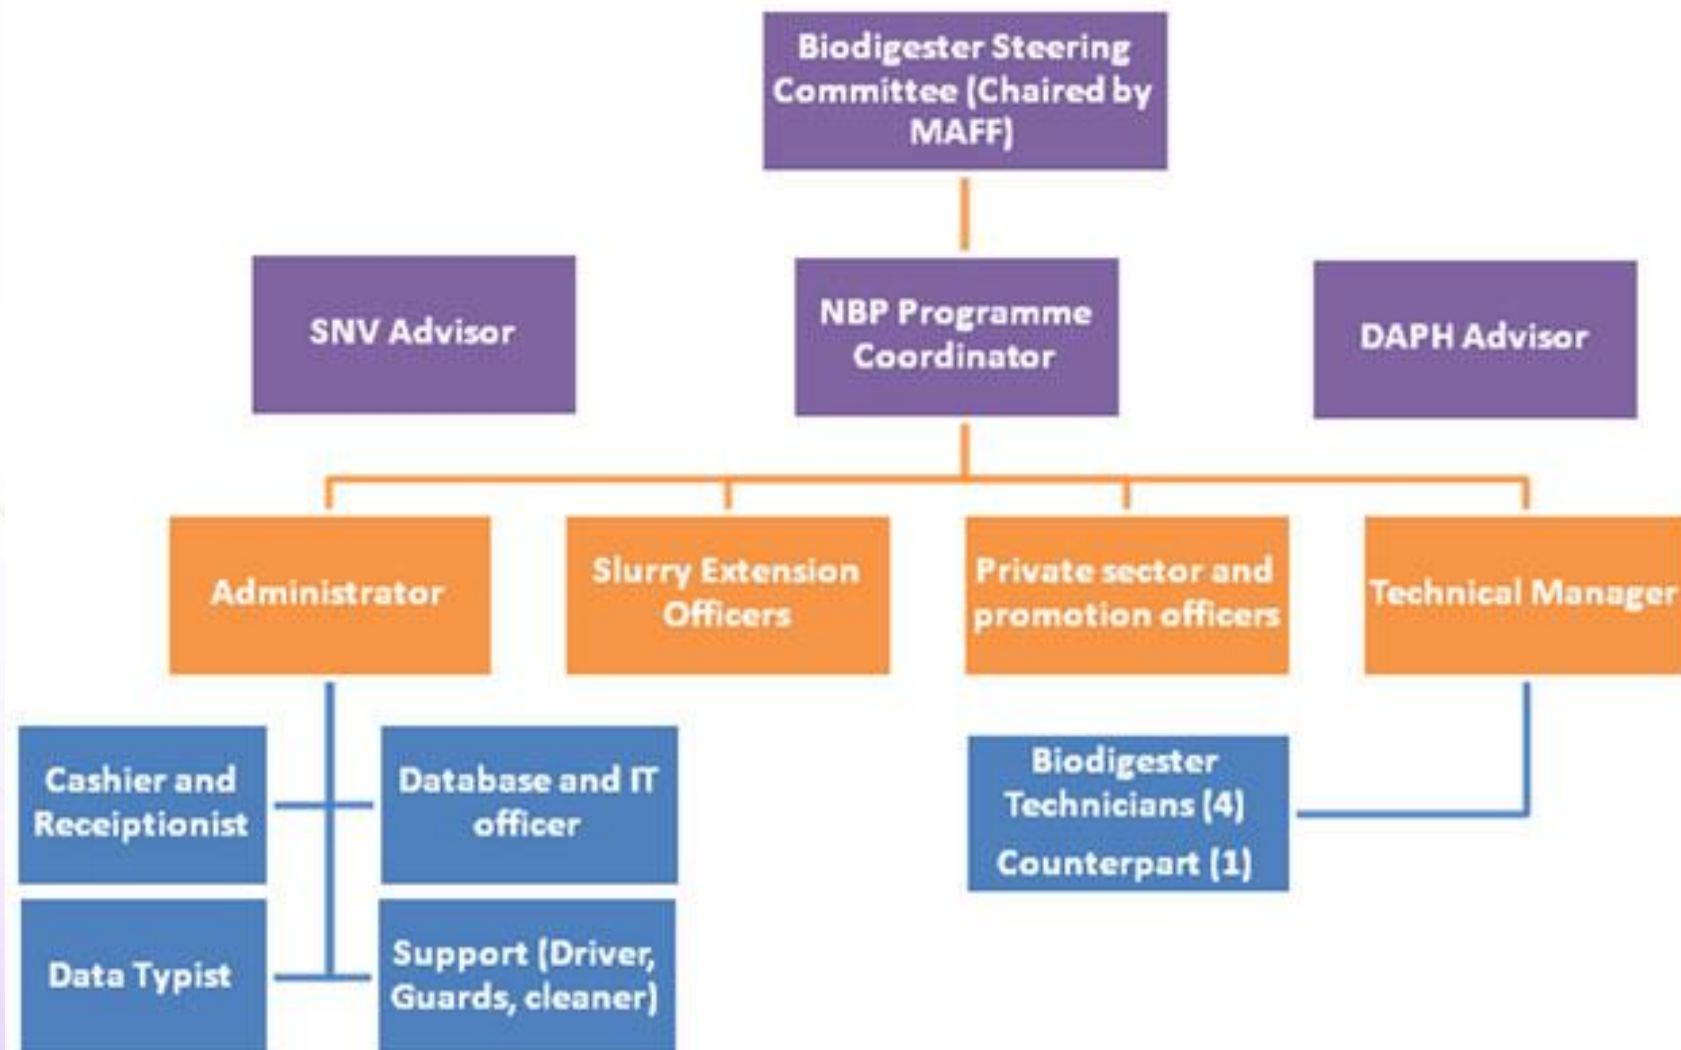 Biodigester Steering
Committee (Chaired by
MAFF)
SNV Advisor
NBP Programme
Coordinator
DAPH Advisor
Administrator
Slurry Extension
Officers
Private sector and
promotion officers
Technical Manager
Cashier and
Receiptionist
Database and IT
officer
Biodigester
Technicians (4)
Counterpart (1)
Data Typist
Support (Driver,
Guards, cleaner)